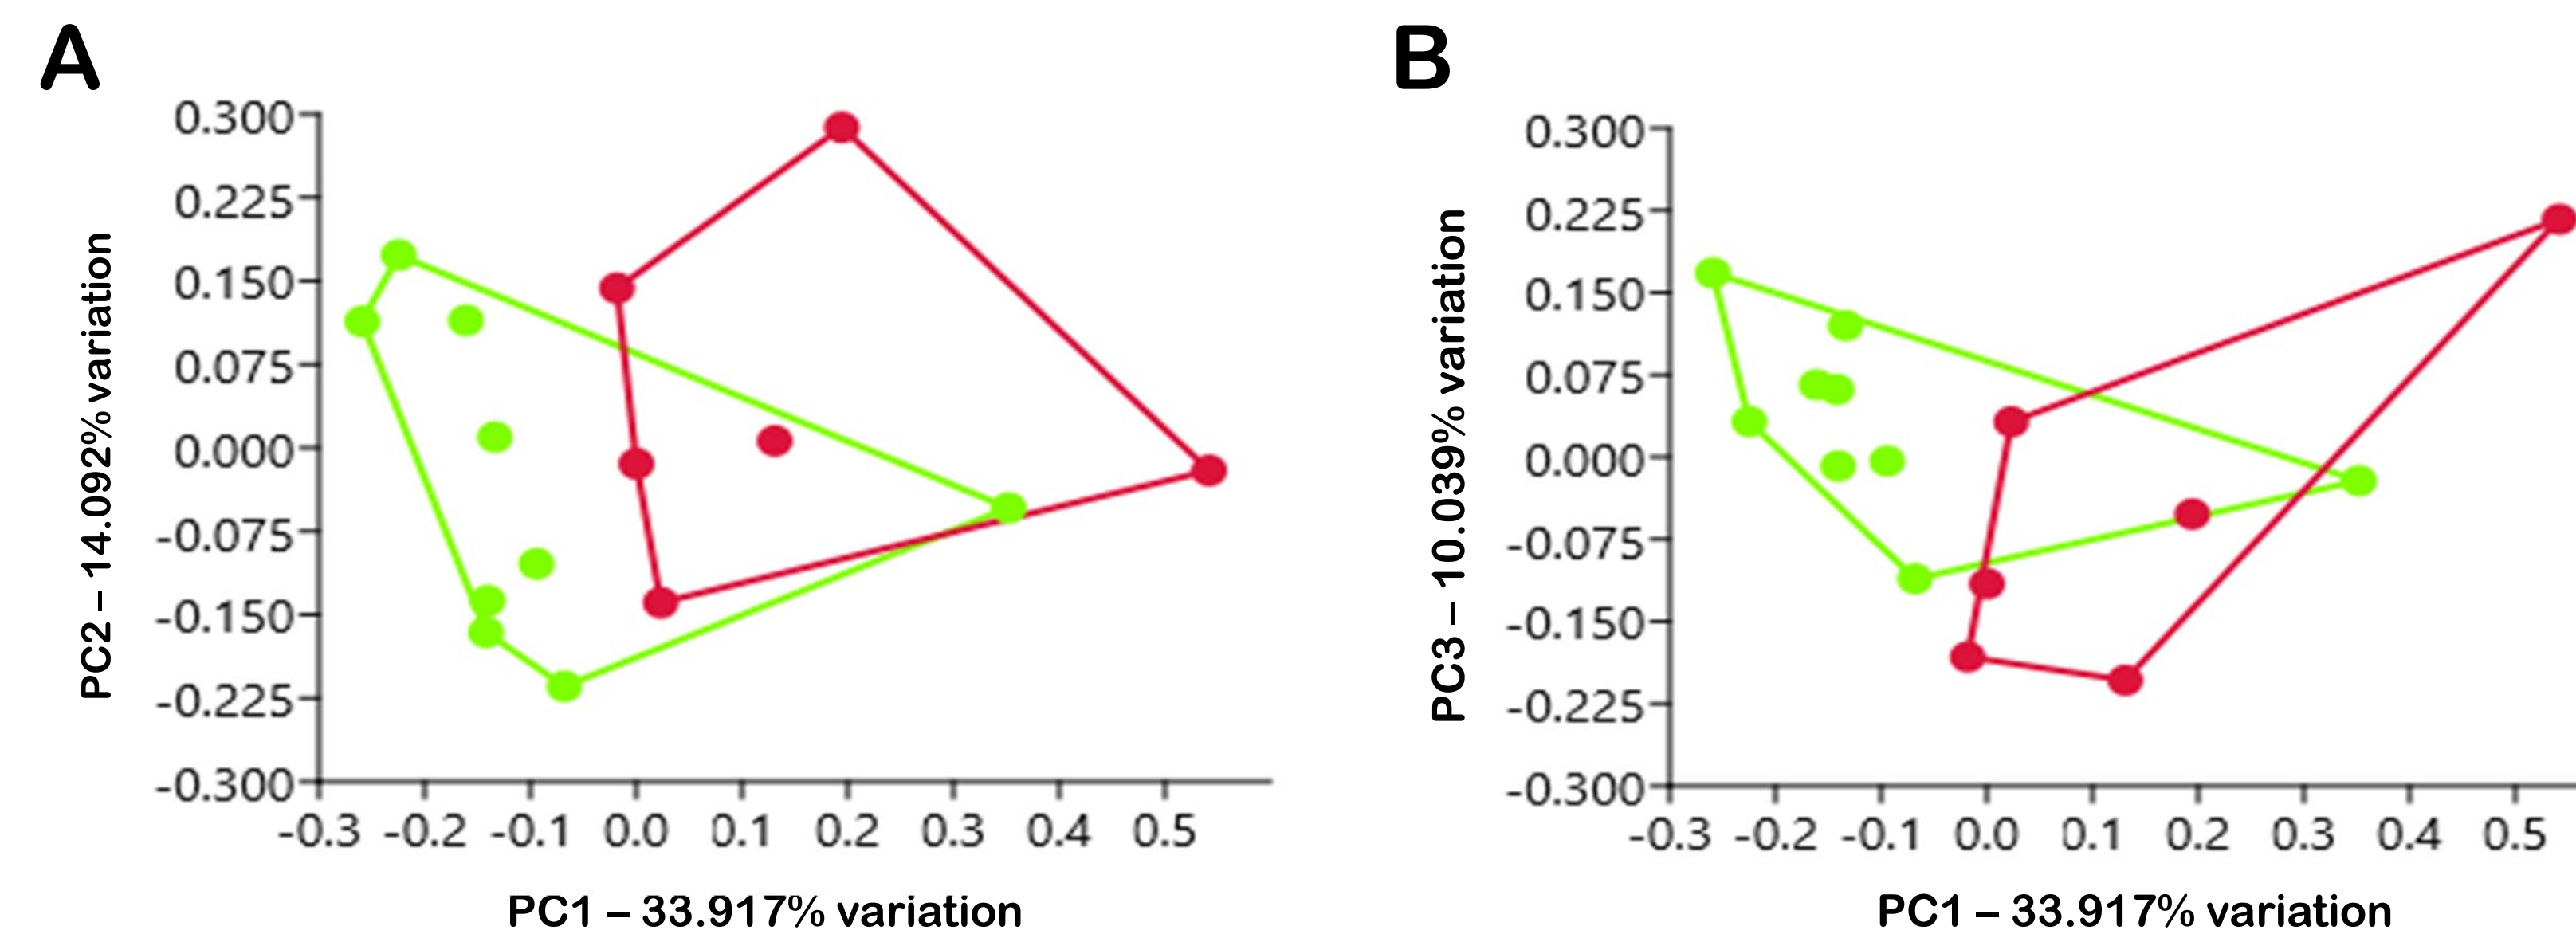 A
0.300
0.225
0.150
0.075
0.000
-0.075
-0.150
-0.225
-0.300
PC2 – 14.092% variation
-0.3 -0.2 -0.1 0.0 0.1 0.2 0.3 0.4 0.5
PC1 – 33.917% variation
B
0.300
0.225
0.150
0.075
0.000
-0.075
-0.150
-0.225
-0.300
PC3 – 10.039% variation
-0.3 -0.2 -0.1 0.0 0.1 0.2 0.3 0.4 0.5
PC1 – 33.917% variation